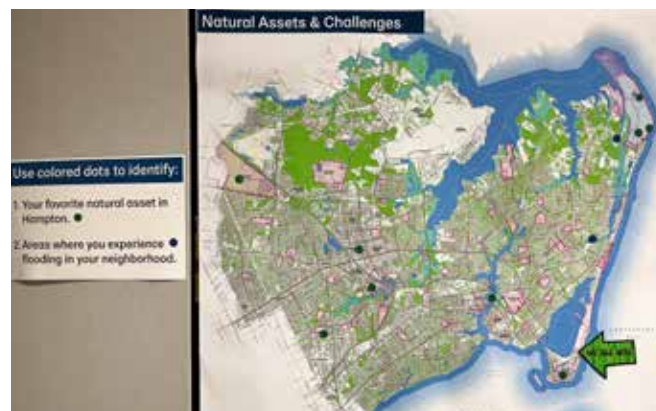 Natural Assets & Challenges
Use colored dots to identify:
1. Your favorite natural asset in
Hampton.
2. Areas where you experience
flooding in your neighborhood.